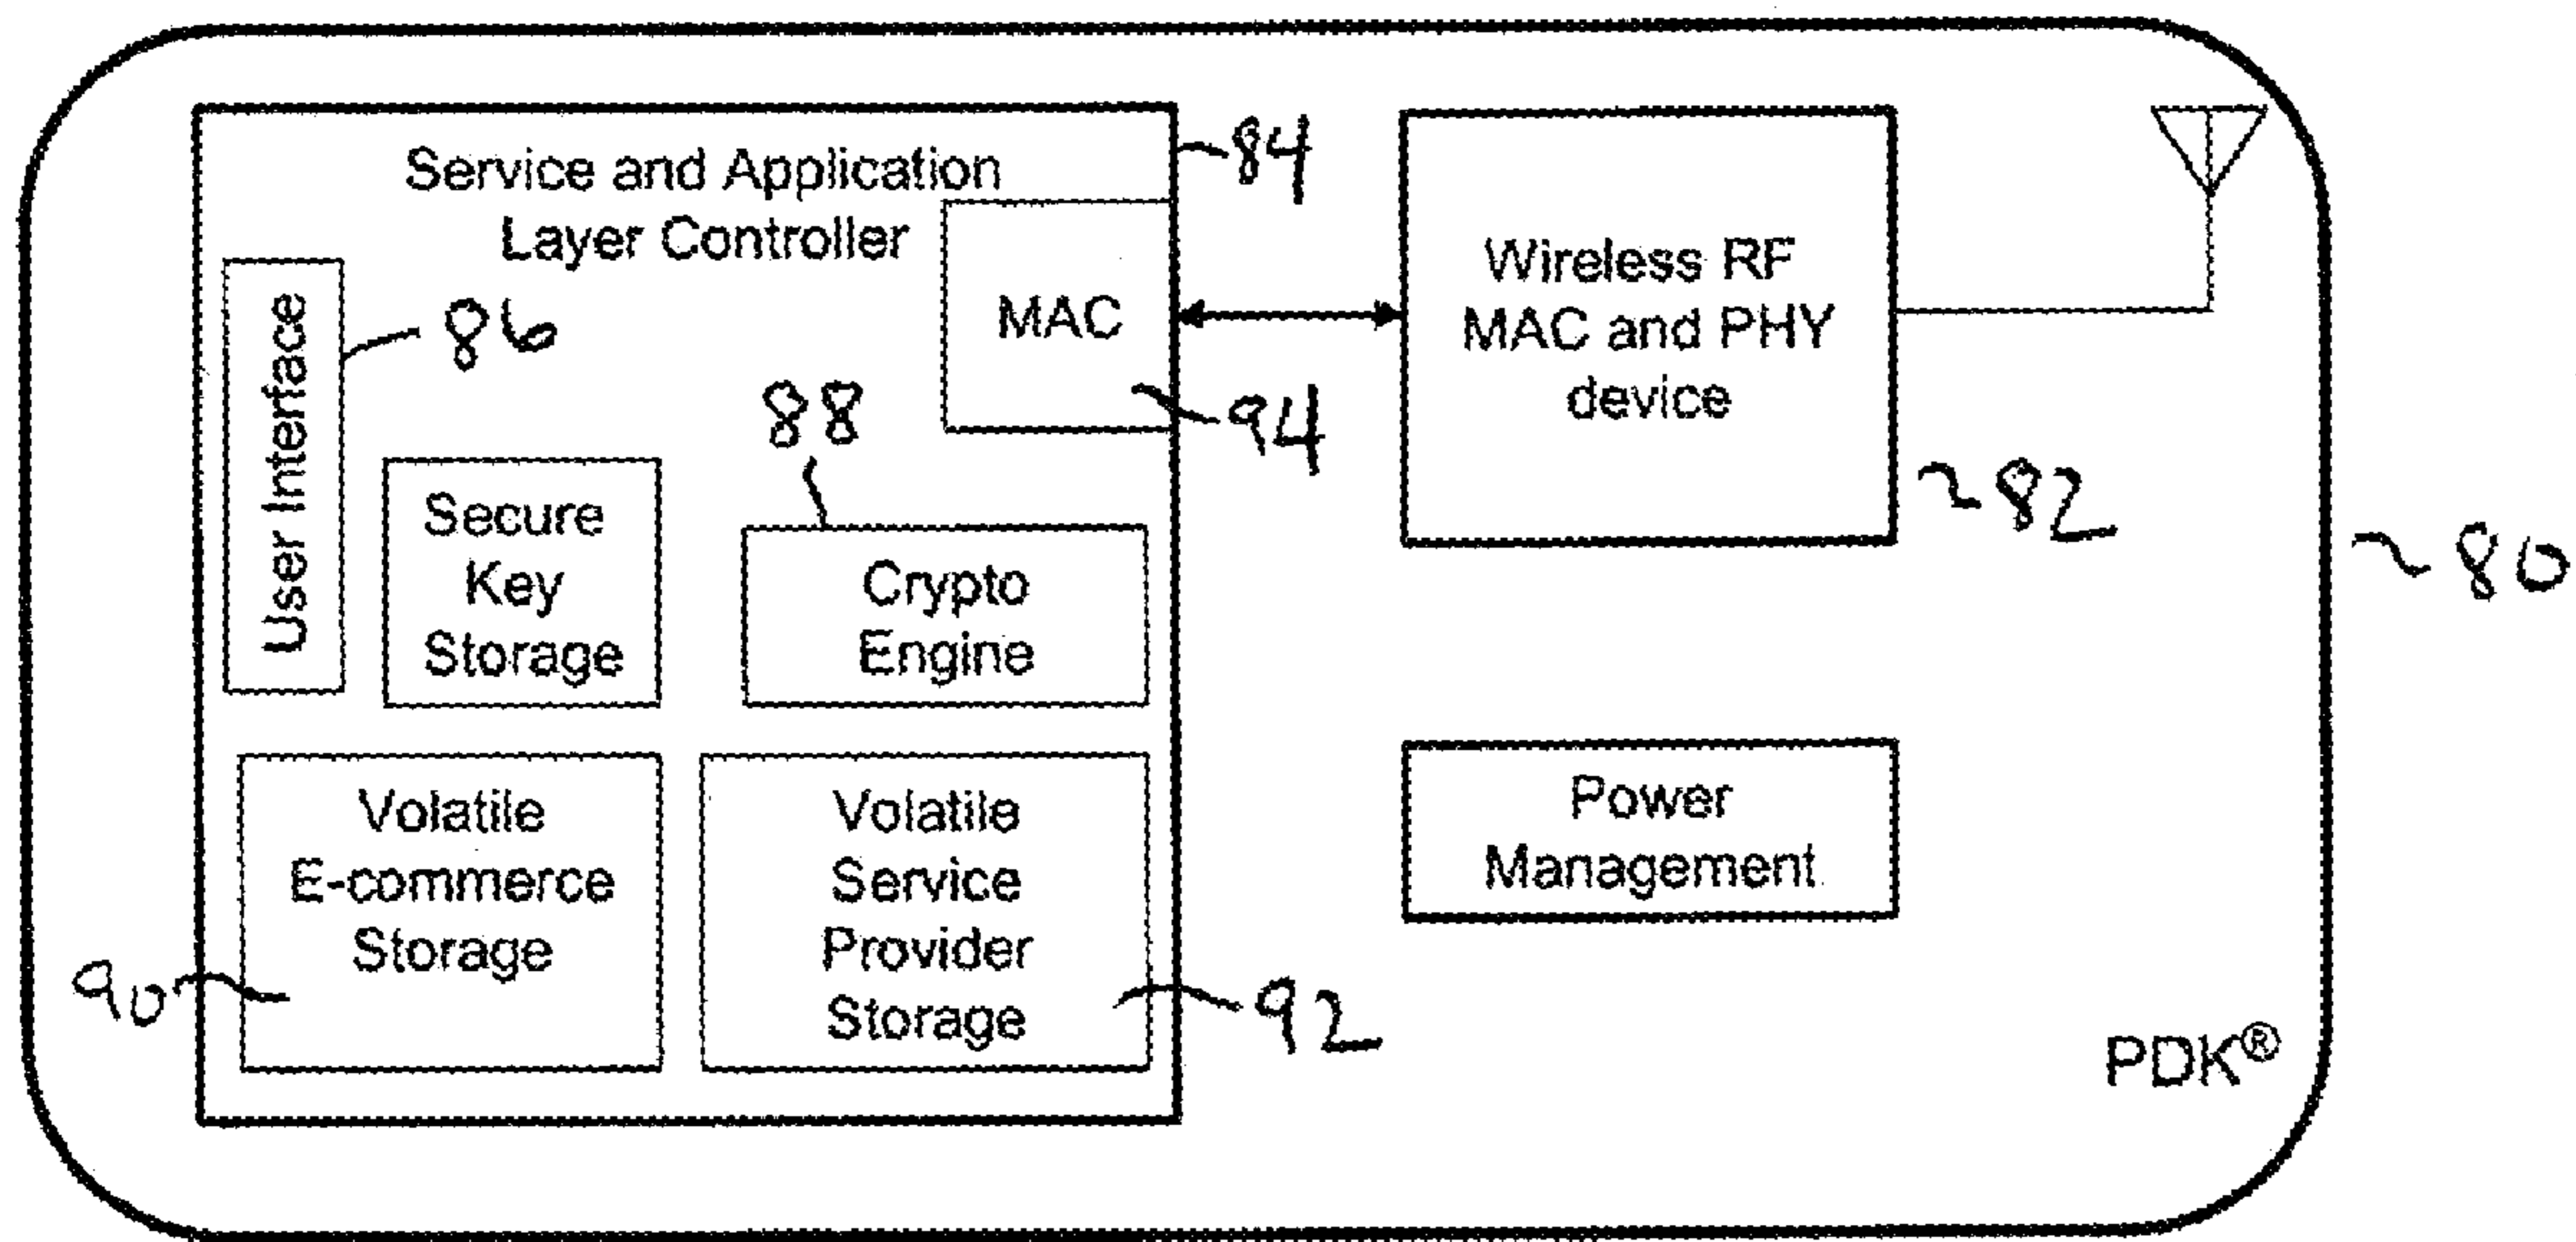 Service and Application
Layer Controller
84
User Interface
86
MAC
94
Secure
Key
Storage
88
Crypto
Engine
Volatile
E-commerce
Storage
90
Volatile
Service
Provider
Storage
92
Wireless RF
MAC and PHY
device
82
80
Power
Management
PDK®